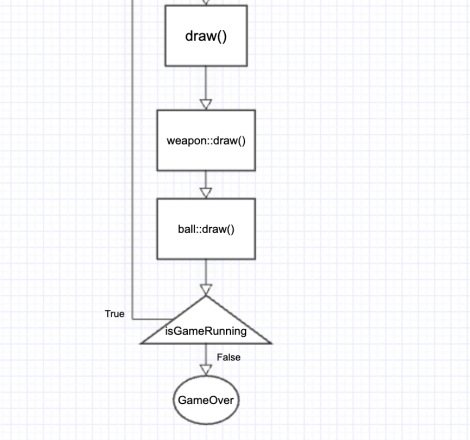 draw()
weapon::draw()
ball::draw()
True
isGameRunning
False
GameOver